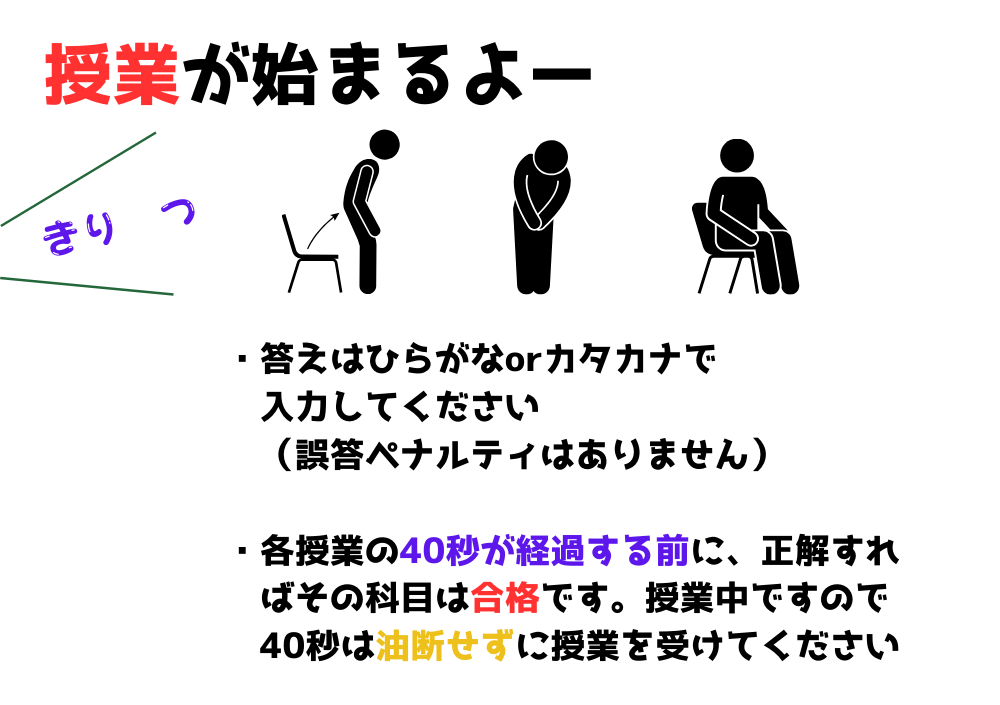 授業が始まるよー
きり　つ
・答えはひらがなorカタカナで
入力してください
（誤答ペナルティはありません）
・各授業の40秒が経過する前に、正解すれ
ばその科目は合格です。授業中ですので
40秒は油断せずに授業を受けてください